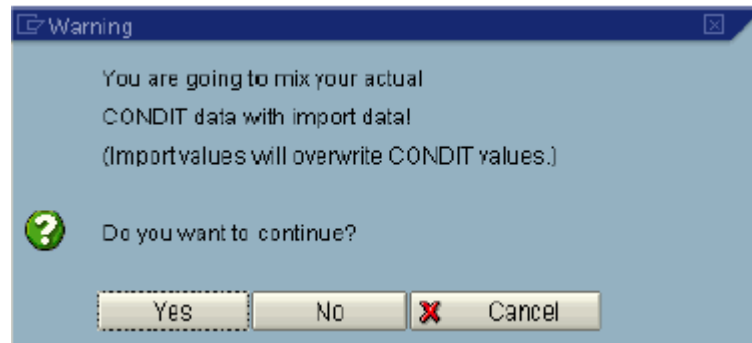 Warning
You are going to mix your actual
CONDIT data with import data!
(Import values will overwrite CONDIT values.)
Do you want to continue?
Yes
No
Cancel